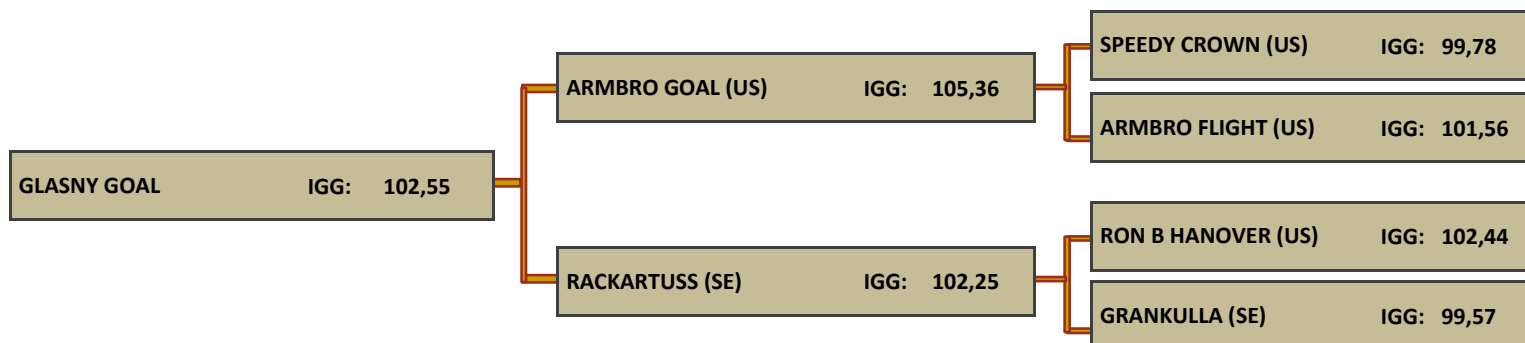 SPEEDY CROWN (US) IGG: 99,78
ARMBRO GOAL (US) IGG: 105,36
ARMBRO FLIGHT (US) IGG: 101,56
GLASNY GOAL IGG: 102,55
RON B HANOVER (US) IGG: 102,44
RACKARTUSS (SE) IGG: 102,25
GRANKULLA (SE) IGG: 99,57